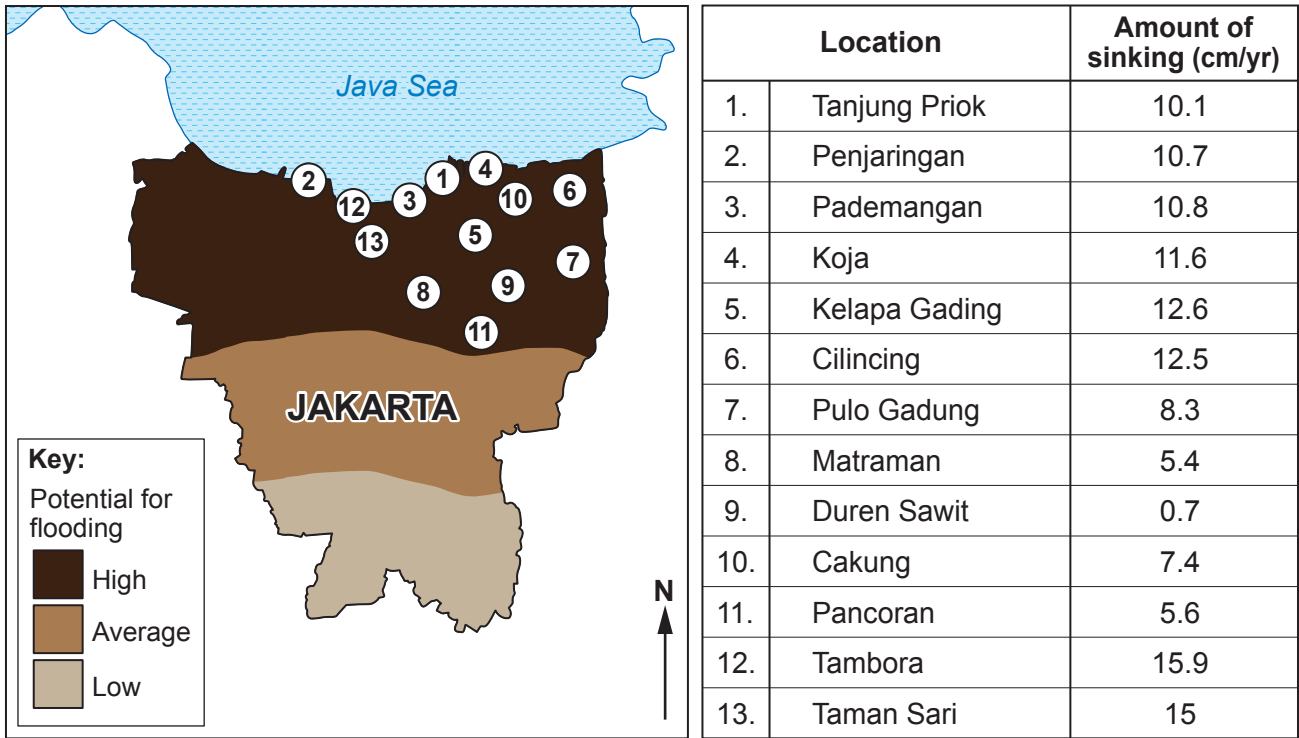 Java Sea
2
12
3
1
4
10
6
13
5
7
8
9
11
JAKARTA
Key:
Potential for
flooding
High
Average
Low
N
Location
Amount of
sinking (cm/yr)
1. Tanjung Priok 10.1
2. Penjaringan 10.7
3. Pademangan 10.8
4. Koja 11.6
5. Kelapa Gading 12.6
6. Cilincing 12.5
7. Pulo Gadung 8.3
8. Matraman 5.4
9. Duren Sawit 0.7
10. Cakung 7.4
11. Pancoran 5.6
12. Tambora 15.9
13. Taman Sari 15